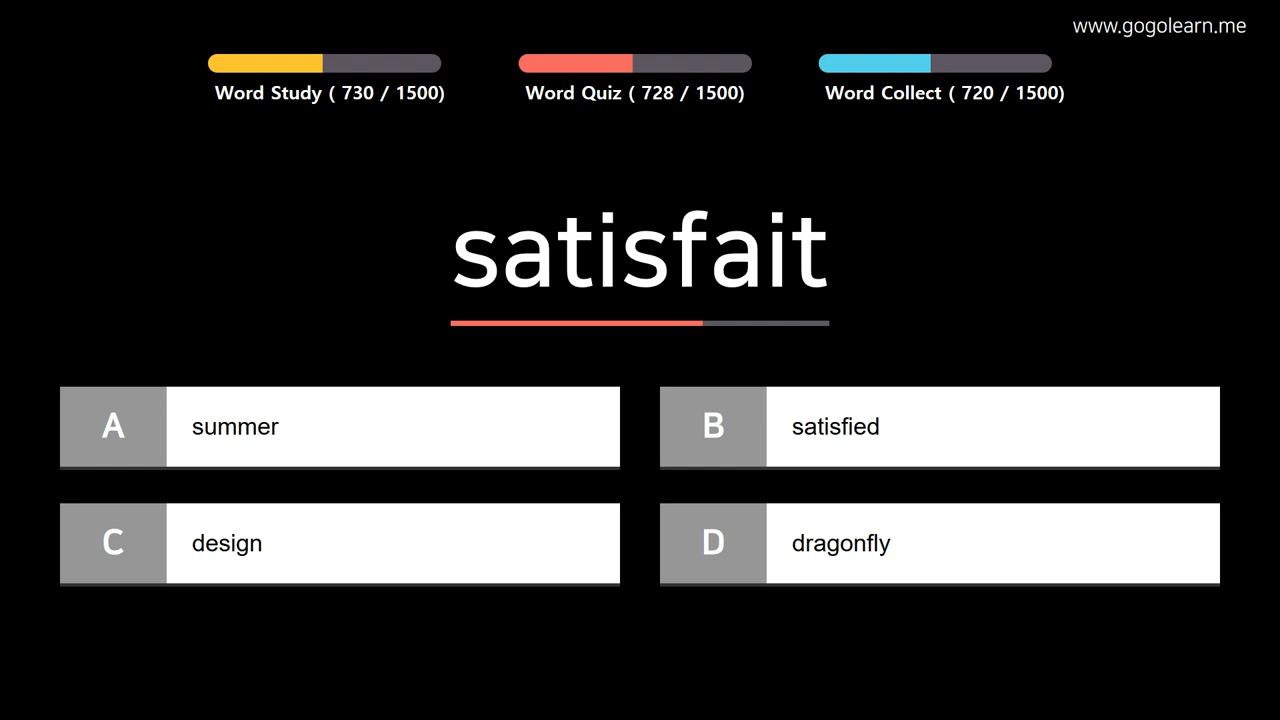 www.gogolearn.me
Word Study ( 730 / 1500)
Word Quiz ( 728 / 1500)
Word Collect ( 720 / 1500)
satisfait
A summer
B satisfied
C design
D dragonfly